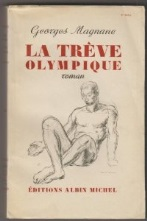 Georges Magnane
LA TRÊVE
OLYMPIQUE
roman
ÉDITIONS ALBIN MICHEL